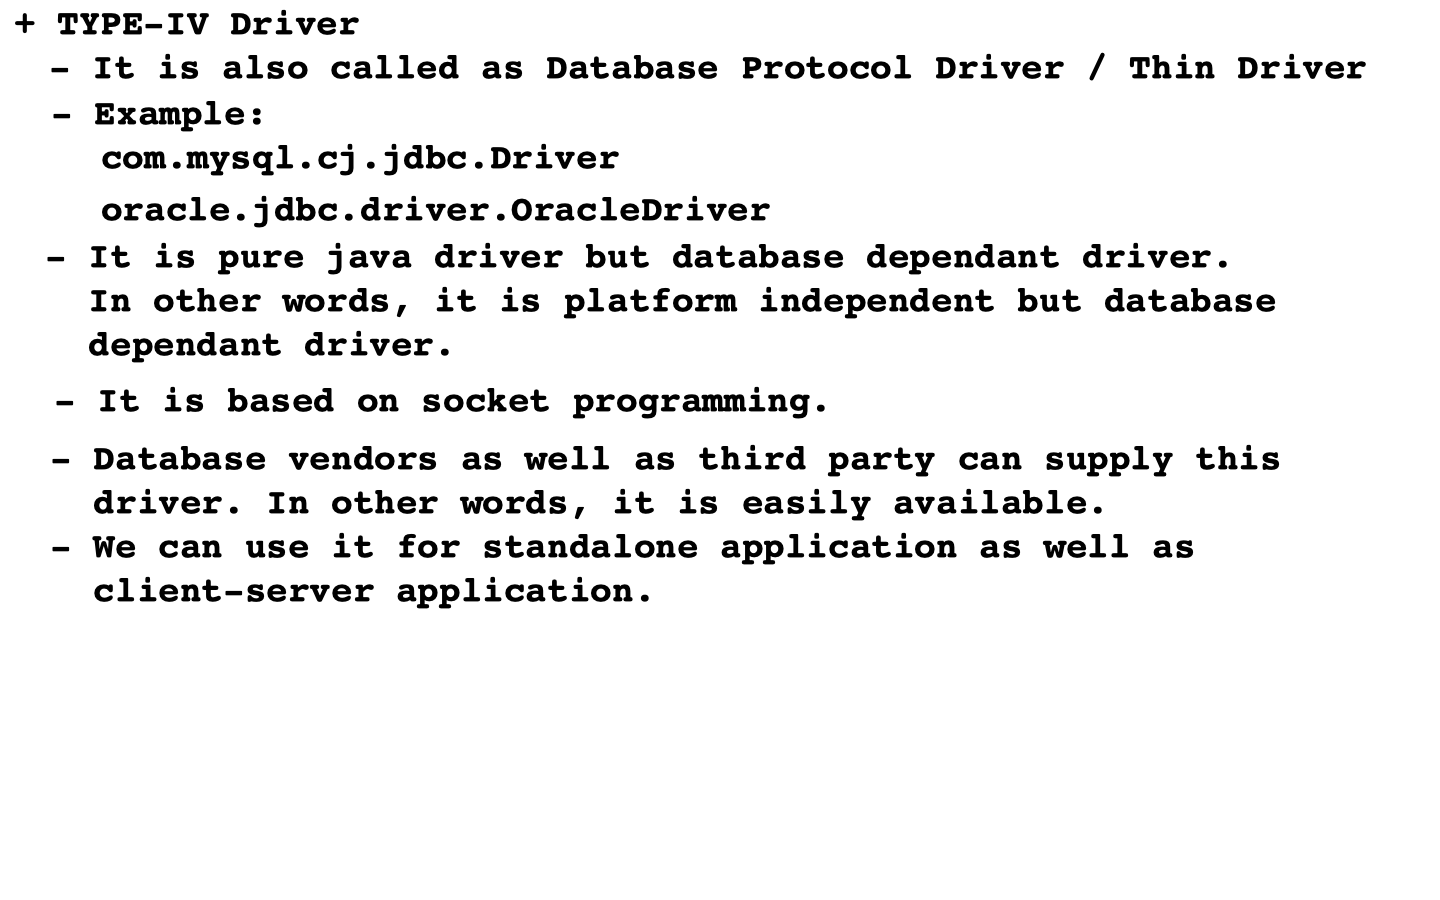 + TYPE-IV Driver
- It is also called as Database Protocol Driver / Thin Driver
- Example:
com.mysql.cj.jdbc.Driver
oracle.jdbc.driver.OracleDriver
- It is pure java driver but database dependant driver.
In other words, it is platform independent but database
dependant driver.
- It is based on socket programming.
- Database vendors as well as third party can supply this
driver. In other words, it is easily available.
- We can use it for standalone application as well as
client-server application.